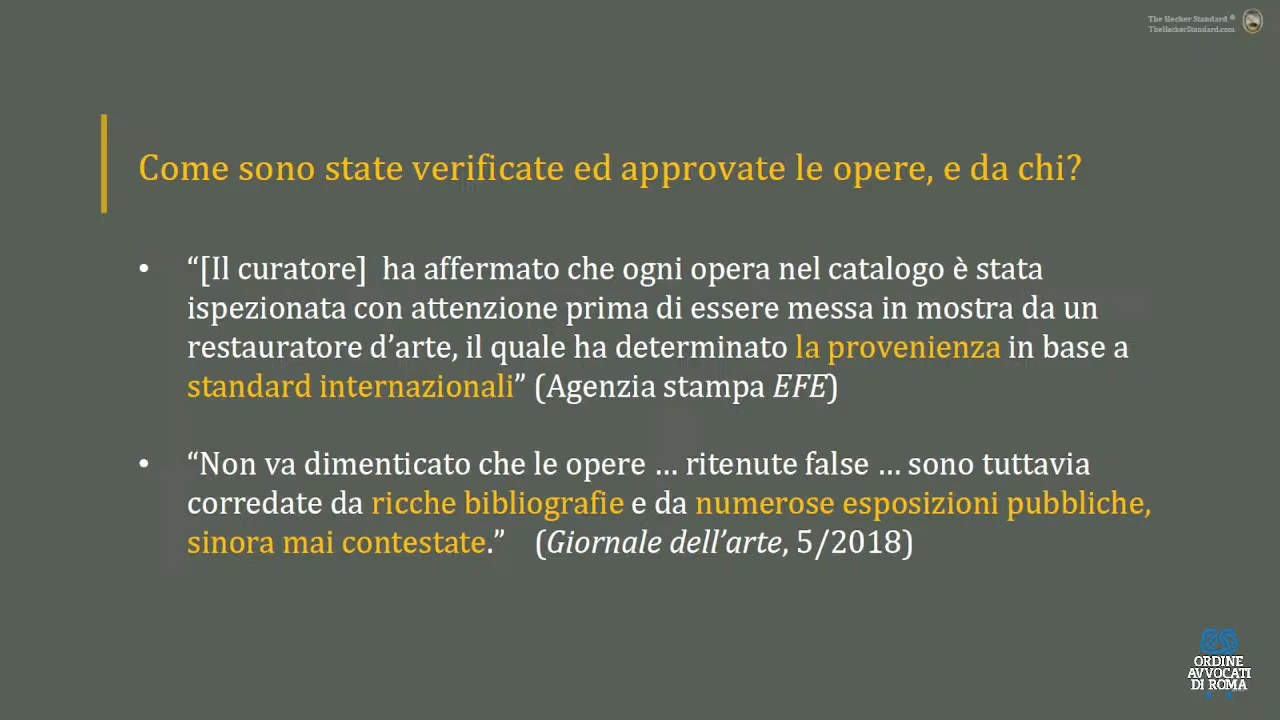 The Hecker Standard ®
TheHeckerStandard.com
Come sono state verificate ed approvate le opere, e da chi?
• “[Il curatore]  ha affermato che ogni opera nel catalogo è stata
ispezionata con attenzione prima di essere messa in mostra da un
restauratore d’arte, il quale ha determinato la provenienza in base a
standard internazionali” (Agenzia stampa EFE)
• “Non va dimenticato che le opere … ritenute false … sono tuttavia
corredate da ricche bibliografie e da numerose esposizioni pubbliche,
sinora mai contestate.”    (Giornale dell’arte, 5/2018)
ORDINE
AVVOCATI
DI ROMA